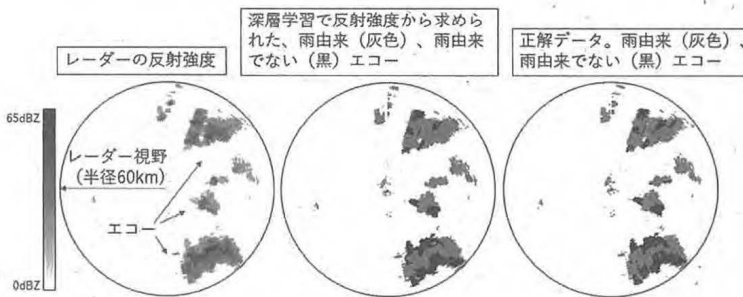 レーダーの反射強度
深層学習で反射強度から求めら
れた、雨由来（灰色）、雨由来
でない（黒）エコー
正解データ。雨由来（灰色）、
雨由来でない（黒）エコー
65dBZ
レーダー視野
（半径60km）
エコー
0dBZ